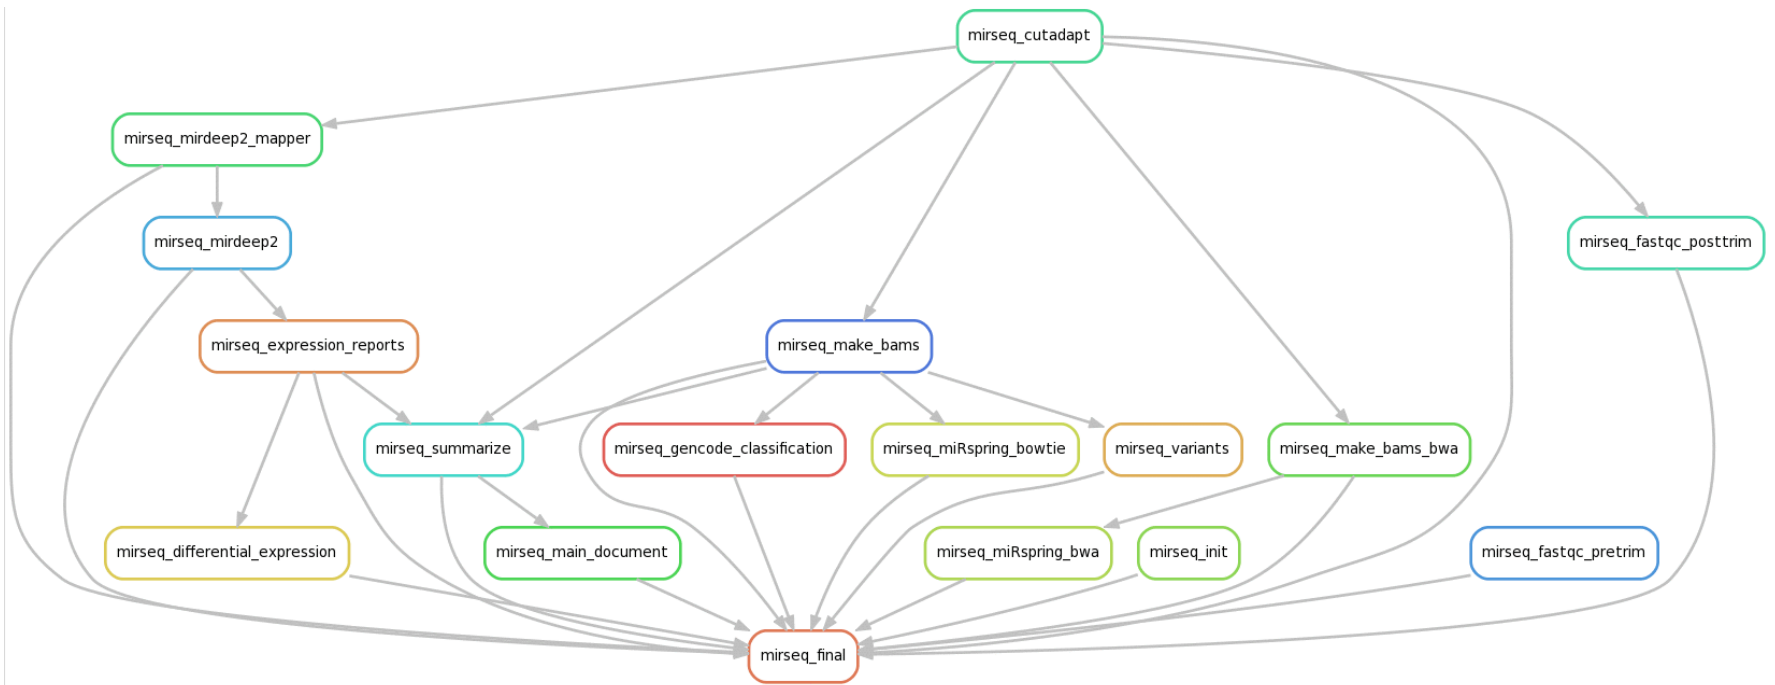 mirseq_cutadapt
mirseq_mirdeep2_mapper
mirseq_mirdeep2
mirseq_fastqc_posttrim
mirseq_expression_reports
mirseq_make_bams
mirseq_summarize
mirseq_gencode_classification
mirseq_miRspring_bowtie
mirseq_variants
mirseq_make_bams_bwa
mirseq_differential_expression
mirseq_main_document
mirseq_miRspring_bwa
mirseq_init
mirseq_fastqc_pretrim
mirseq_final